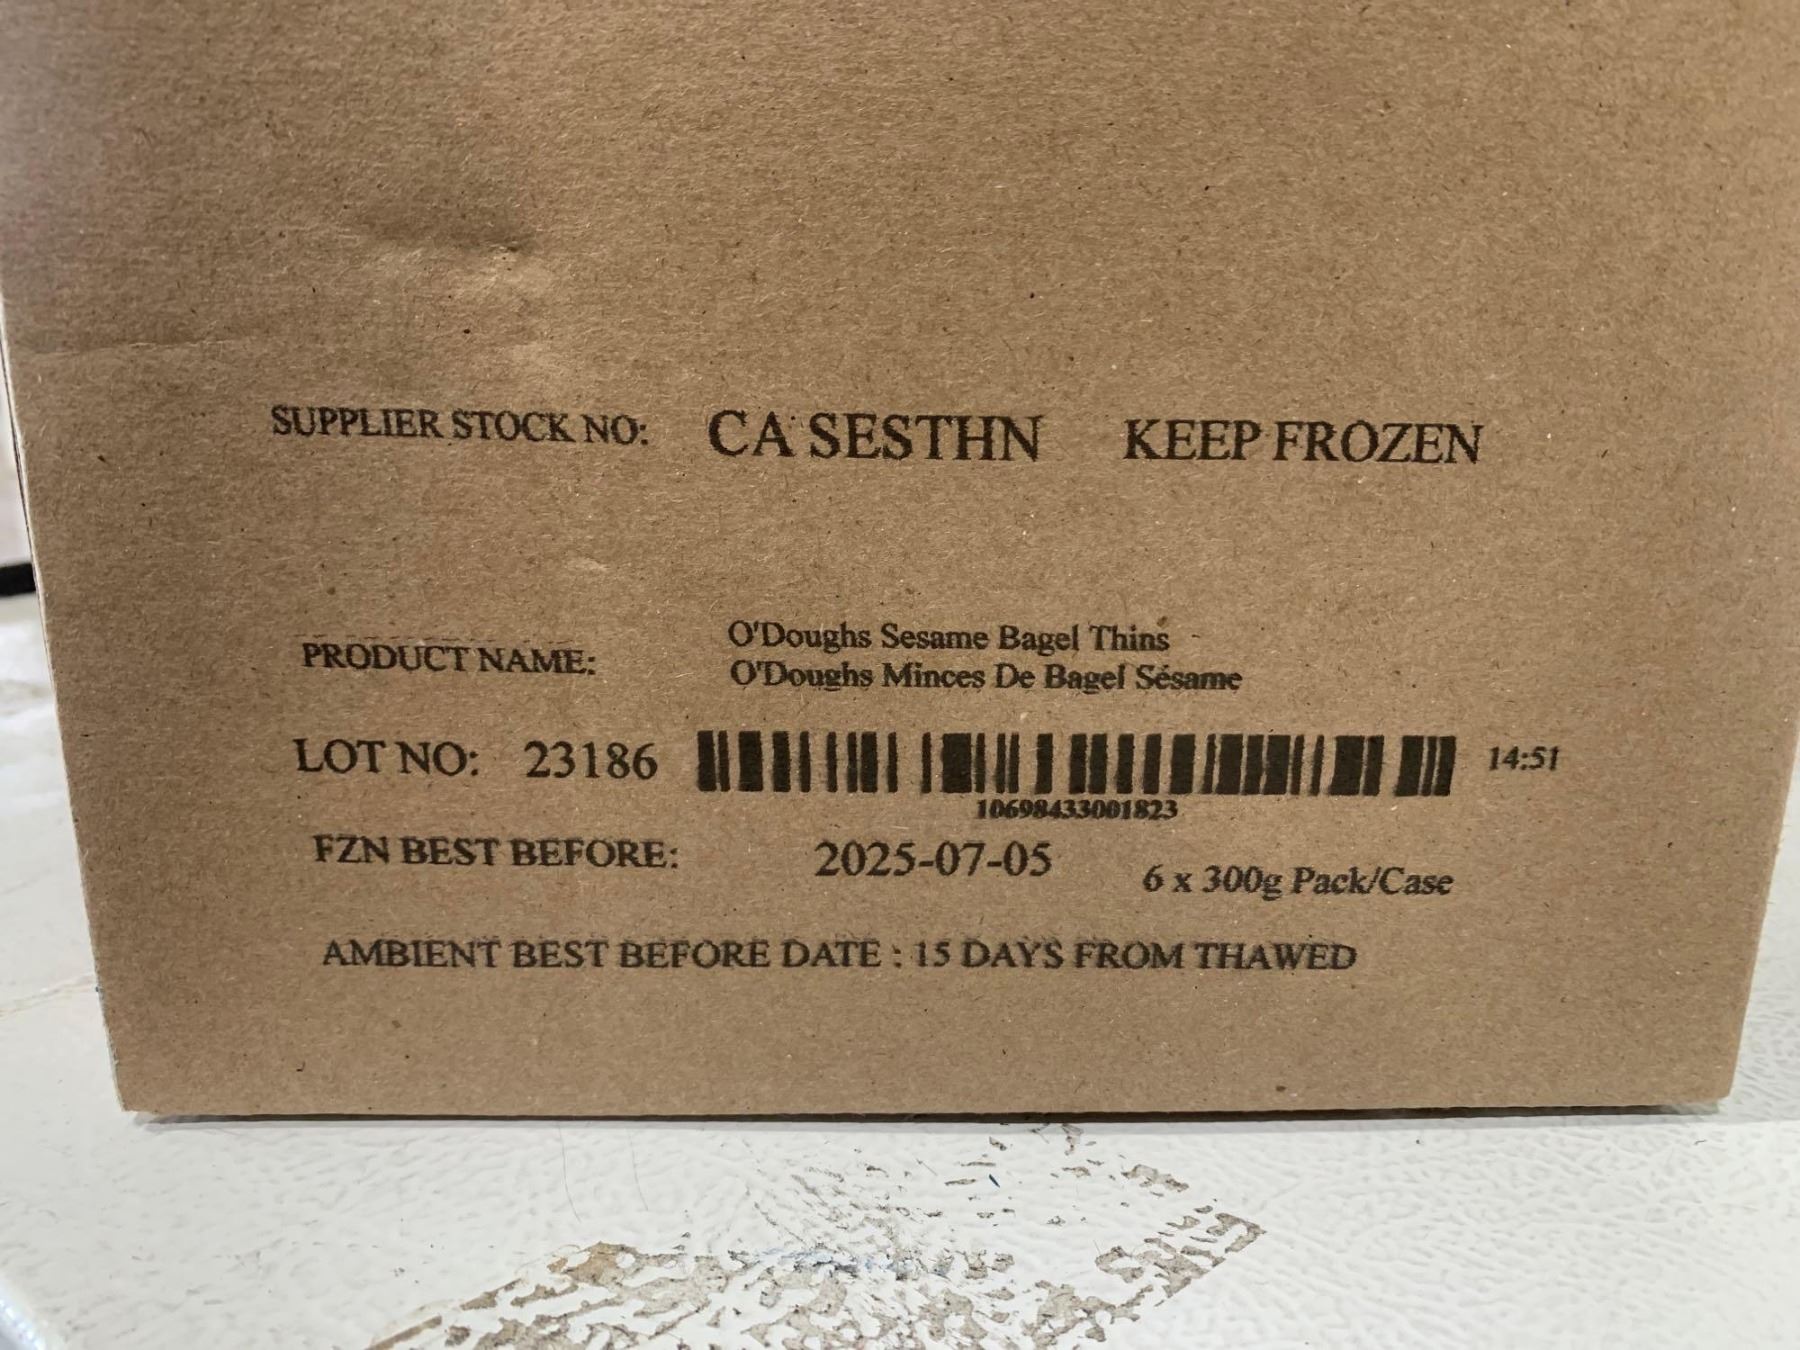 SUPPLIER STOCK NO: CA SESTHN KEEP FROZEN
PRODUCT NAME: O'Doughs Sesame Bagel Thins
O'Doughs Minces De Bagel Sésame
LOT NO: 23186 14:51
10698433001823
FZN BEST BEFORE: 2025-07-05 6 x 300g Pack/Case
AMBIENT BEST BEFORE DATE : 15 DAYS FROM THAWED